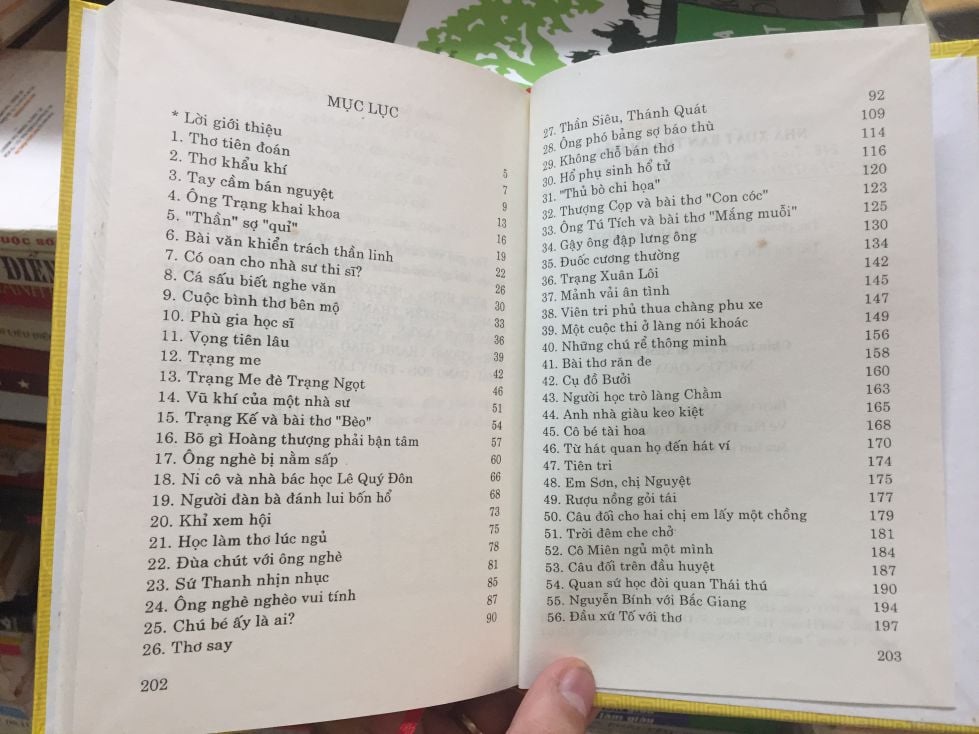 MỤC LỤC
* Lời giới thiệu 5
1. Thơ tiên đoán 7
2. Thơ khẩu khí 9
3. Tay cầm bán nguyệt 13
4. Ông Trạng khai khoa 16
5. "Thần" sợ "quỉ" 19
6. Bài văn khiển trách thần linh 22
7. Có oan cho nhà sư thi sĩ? 26
8. Cá sấu biết nghe văn 30
9. Cuộc bình thơ bên mộ 33
10. Phù gia học sĩ 36
11. Vọng tiên lâu 39
12. Trạng me 42
13. Trạng Me đè Trạng Ngọt 46
14. Vũ khí của một nhà sư 51
15. Trạng Kế và bài thơ "Bèo" 54
16. Bõ gì Hoàng thượng phải bận tâm 57
17. Ông nghè bị nằm sấp 60
18. Ni cô và nhà bác học Lê Quý Đôn 66
19. Người đàn bà đánh lui bốn hổ 68
20. Khỉ xem hội 73
21. Học làm thơ lúc ngủ 75
22. Đùa chút với ông nghè 78
23. Sứ Thanh nhịn nhục 81
24. Ông nghè nghèo vui tính 85
25. Chú bé ấy là ai? 87
26. Thơ say 90
202
27. Thần Siêu, Thánh Quát 92
28. Ông phó bảng sợ báo thù 109
29. Không chỗ bán thơ 114
30. Hổ phụ sinh hổ tử 116
31. "Thủ bò chi họa" 120
32. Thượng Cọp và bài thơ "Con cóc" 123
33. Ông Tú Tích và bài thơ "Mắng muỗi" 125
34. Gậy ông đập lưng ông 130
35. Đuốc cương thường 134
36. Trạng Xuân Lôi 142
37. Mảnh vải ân tình 145
38. Viên tri phủ thua chàng phu xe 147
39. Một cuộc thi ở làng nói khoác 149
40. Những chú rể thông minh 156
41. Bài thơ răn đe 158
42. Cụ đồ Bưởi 160
43. Người học trò làng Chằm 163
44. Anh nhà giàu keo kiệt 165
45. Cô bé tài hoa 168
46. Từ hát quan họ đến hát ví 170
47. Tiên tri 174
48. Em Sơn, chị Nguyệt 175
49. Rượu nồng gỏi tái 177
50. Câu đối cho hai chị em lấy một chồng 179
51. Trời đêm che chở 181
52. Cô Miên ngủ một mình 184
53. Câu đối trên đầu huyệt 187
54. Quan sứ học đòi quan Thái thú 190
55. Nguyễn Bính với Bắc Giang 194
56. Đầu xứ Tố với thơ 197
203
làm giàu